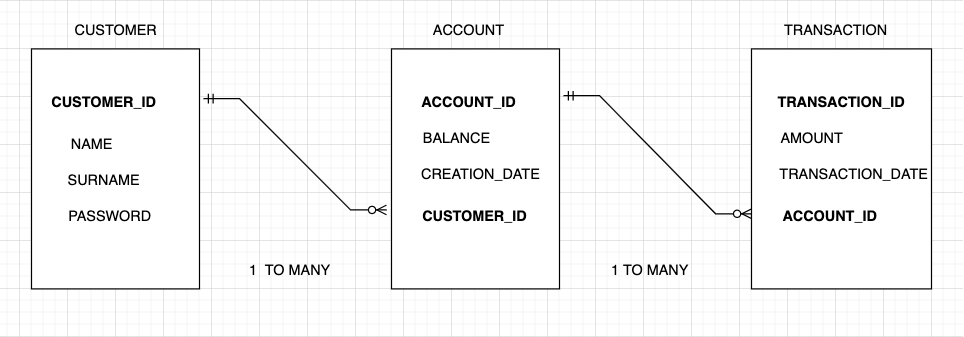 CUSTOMER
CUSTOMER_ID
NAME
SURNAME
PASSWORD
1 TO MANY
ACCOUNT
ACCOUNT_ID
BALANCE
CREATION_DATE
CUSTOMER_ID
1 TO MANY
TRANSACTION
TRANSACTION_ID
AMOUNT
TRANSACTION_DATE
ACCOUNT_ID